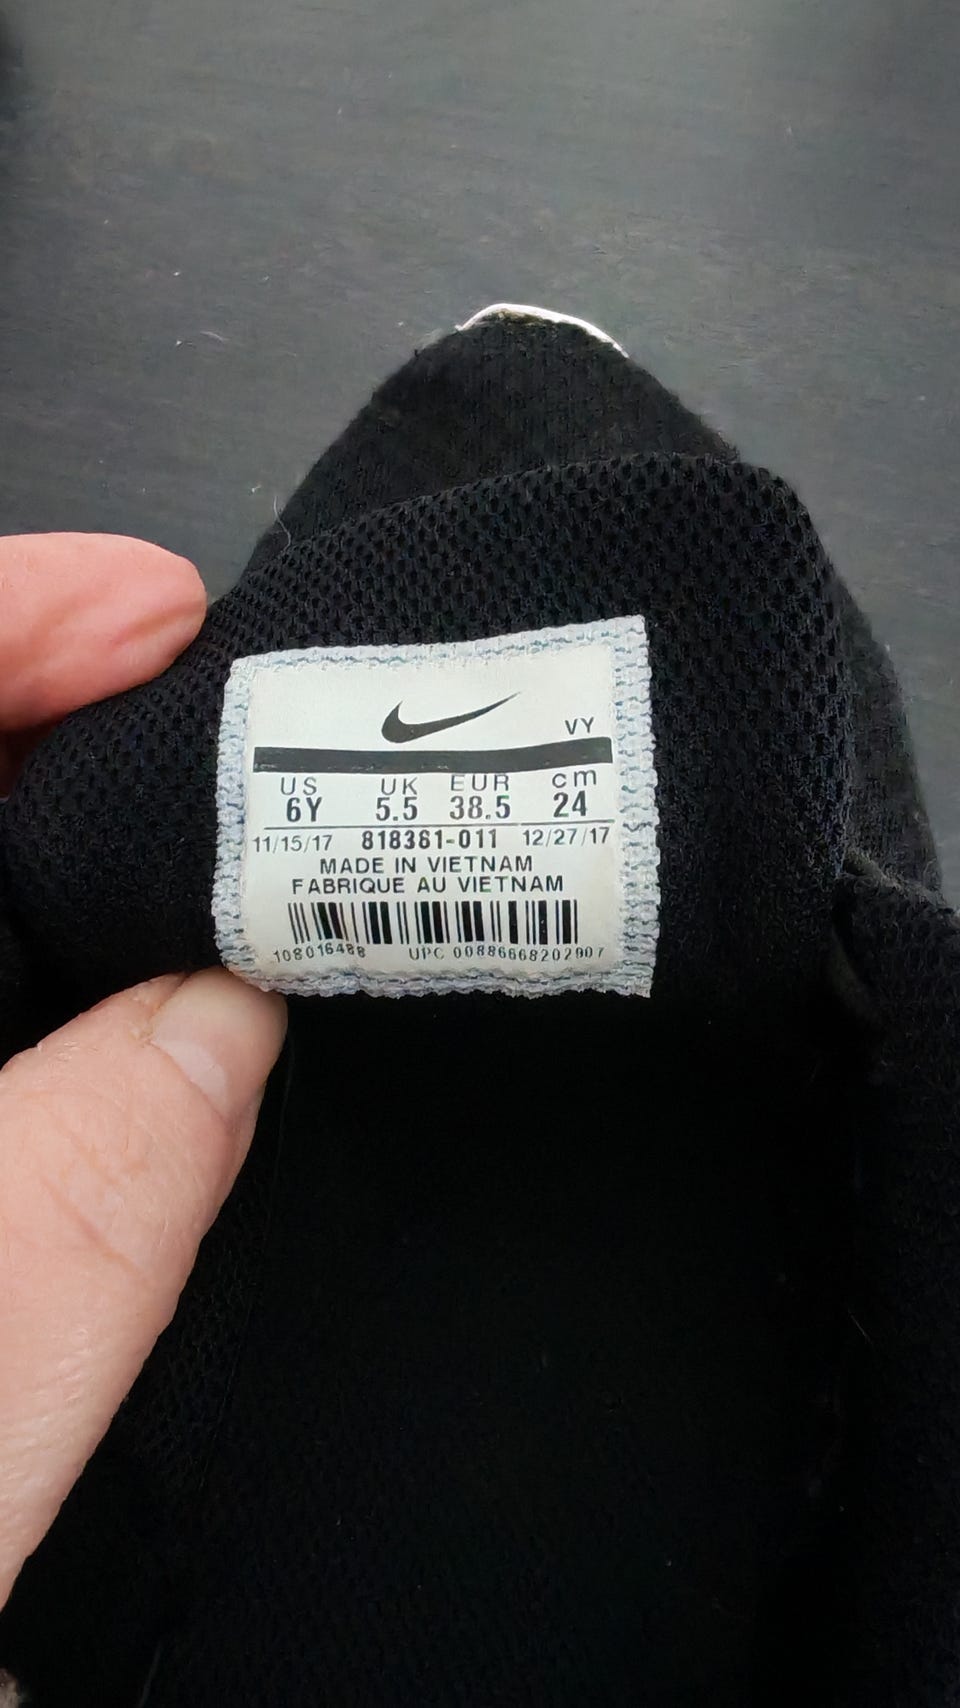 VY
US UK EUR cm
6Y 5.5 38.5 24
11/15/17 818381-011 12/27/17
MADE IN VIETNAM
FABRIQUE AU VIETNAM
108016488 UPC 00886668202907